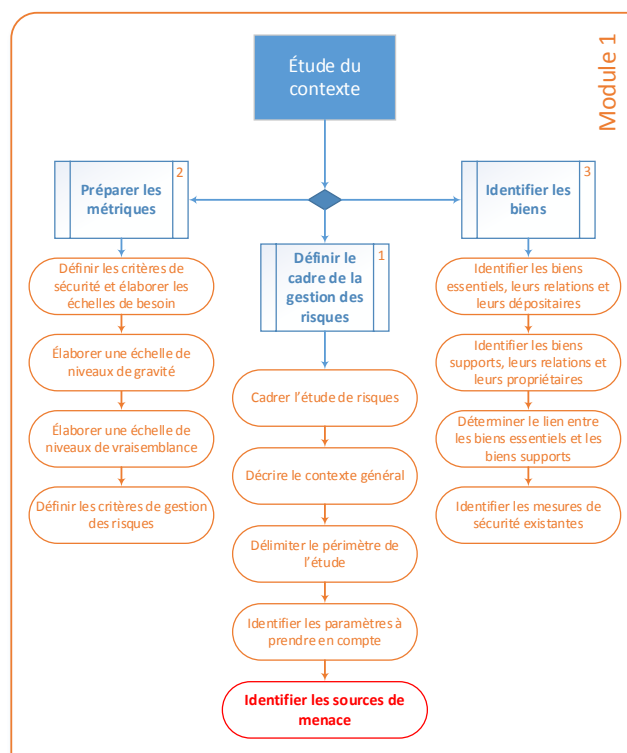 Module 1
Étude du
contexte
2
Préparer les
métriques
Définir les critères de
sécurité et élaborer les
échelles de besoin
Élaborer une échelle de
niveaux de gravité
Élaborer une échelle de
niveaux de vraisemblance
Définir les critères de gestion
des risques
1
Définir le
cadre de la
gestion des
risques
Cadrer l’étude de risques
Décrire le contexte général
Délimiter le périmètre de
l’étude
Identifier les paramètres à
prendre en compte
Identifier les sources de
menace
3
Identifier les
biens
Identifier les biens
essentiels, leurs relations et
leurs dépositaires
Identifier les biens
supports, leurs relations et
leurs propriétaires
Déterminer le lien entre
les biens essentiels et les
biens supports
Identifier les mesures de
sécurité existantes